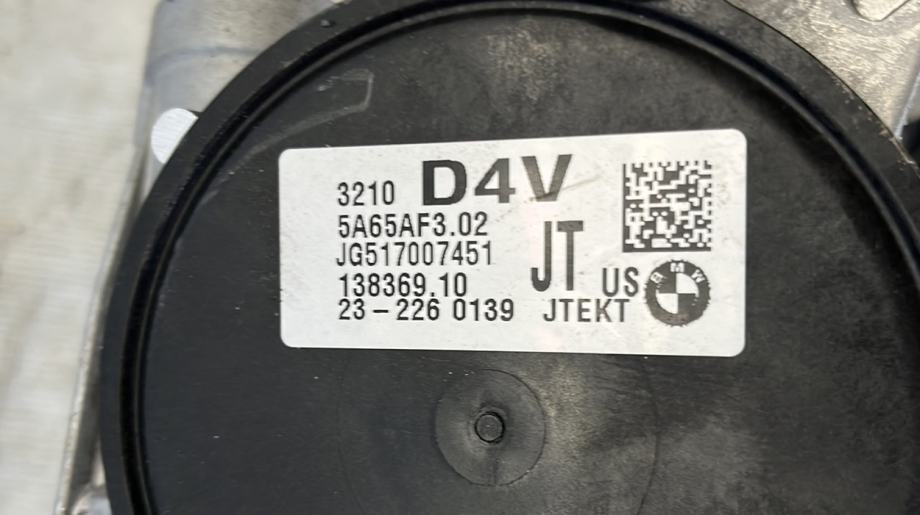 3210 D4V
5A65AF3.02
JG517007451
JT
138369.10
US
BMW
23-226 0139 JTEKT